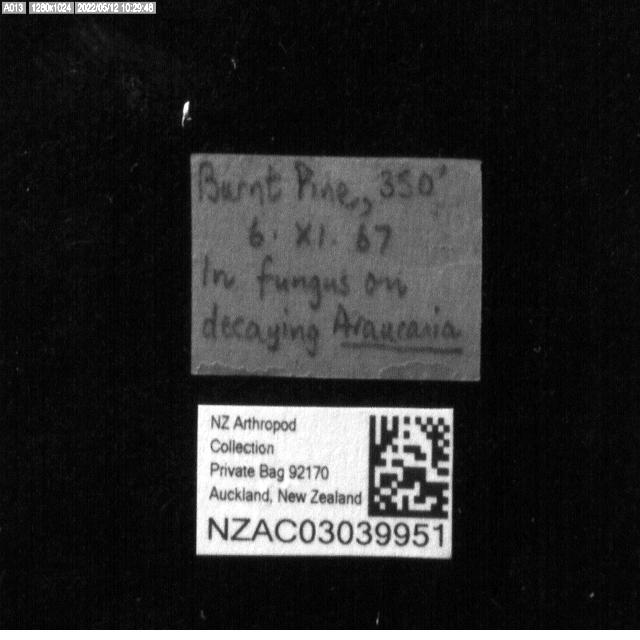 A013 1280x1024 2022/05/12 10:29:48
Burnt Pine, 350'
6. XI. 67
In fungus on
decaying Araucaria
NZ Arthropod
Collection
Private Bag 92170
Auckland, New Zealand
NZAC03039951